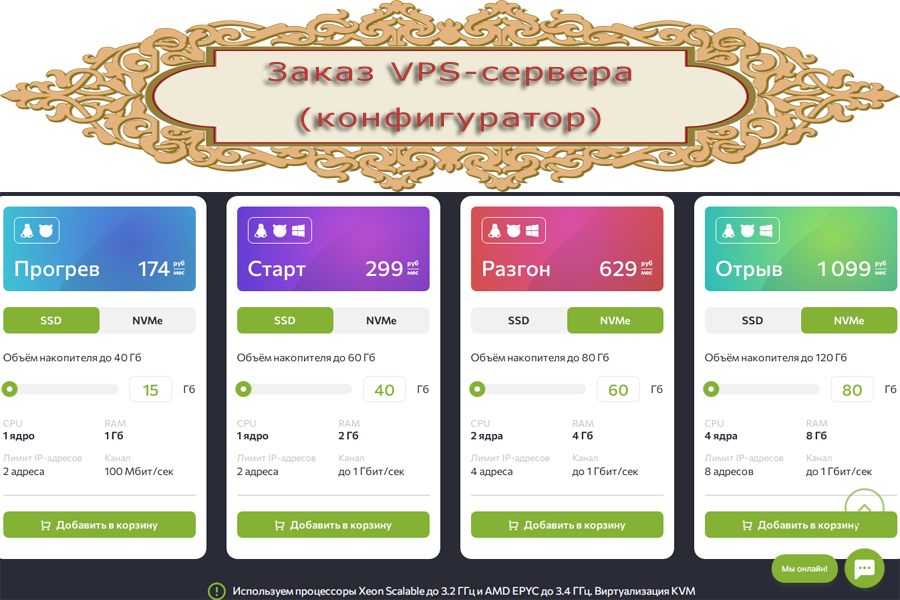 Заказ VPS-сервера
(конфигуратор)
Прогрев 174 руб мес
SSD NVMe
Объём накопителя до 40 Гб
15 Гб
CPU RAM
1 ядро 1 Гб
Лимит IP-адресов Канал
2 адреса 100 Мбит/сек
Добавить в корзину
Старт 299 руб мес
SSD NVMe
Объём накопителя до 60 Гб
40 Гб
CPU RAM
1 ядро 2 Гб
Лимит IP-адресов Канал
2 адреса до 1 Гбит/сек
Добавить в корзину
Разгон 629 руб мес
SSD NVMe
Объём накопителя до 80 Гб
60 Гб
CPU RAM
2 ядра 4 Гб
Лимит IP-адресов Канал
4 адреса до 1 Гбит/сек
Добавить в корзину
Отрыв 1 099 руб мес
SSD NVMe
Объём накопителя до 120 Гб
80 Гб
CPU RAM
4 ядра 8 Гб
Лимит IP-адресов Канал
8 адресов до 1 Гбит/сек
Добавить в корзину
Мы онлайн!
Используем процессоры Xeon Scalable до 3.2 ГГц и AMD EPYC до 3.4 ГГц. Виртуализация KVM